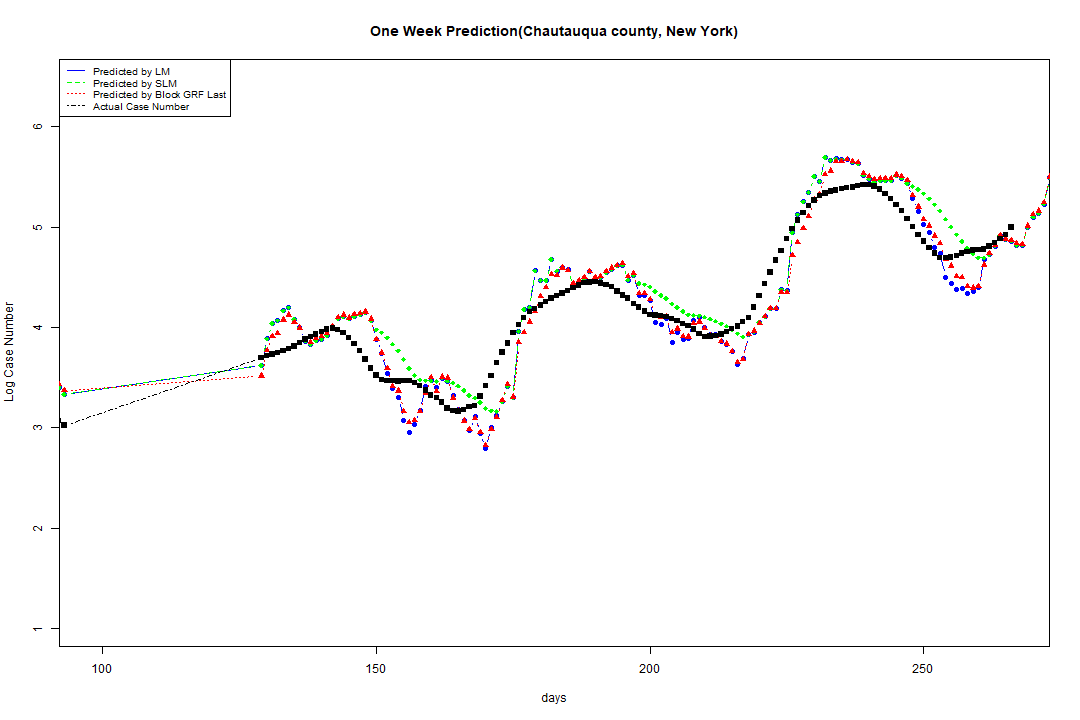 One Week Prediction(Chautauqua county, New York)
Predicted by LM
Predicted by SLM
Predicted by Block GRF Last
Actual Case Number
6
5
4
3
2
1
Log Case Number
100 150 200 250
days